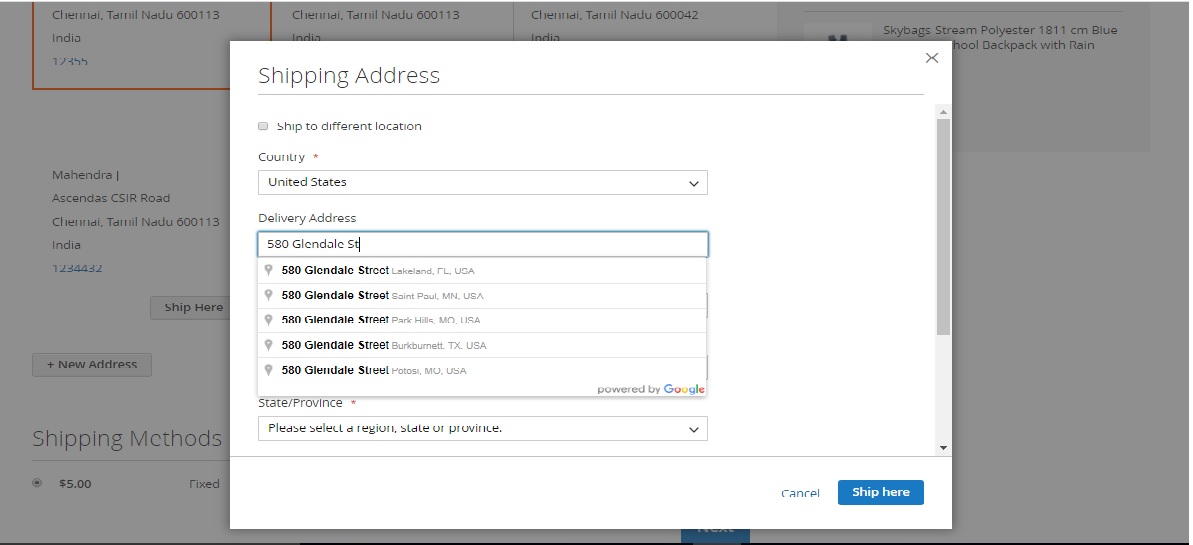 Chennai, Tamil Nadu 600113
India
12355
Chennai, Tamil Nadu 600113
India
Chennai, Tamil Nadu 600042
India
Skybags Stream Polyester 1811 cm Blue
hool Backpack with Rain
Shipping Address
Ship to different location
Country *
United States
Delivery Address
580 Glendale St
580 Glendale Street Lakeland, FL, USA
580 Glendale Street Saint Paul, MN, USA
580 Glendale Street Park Hills, MO, USA
580 Glendale Street Burkburnett, TX, USA
580 Glendale Street Potosi, MO, USA
powered by Google
State/Province *
Please select a region, state or province.
Cancel
Ship here
Mahendra |
Ascendas CSIR Road
Chennai, Tamil Nadu 600113
India
1234432
Ship Here
+ New Address
Shipping Methods
$5.00 Fixed
Next